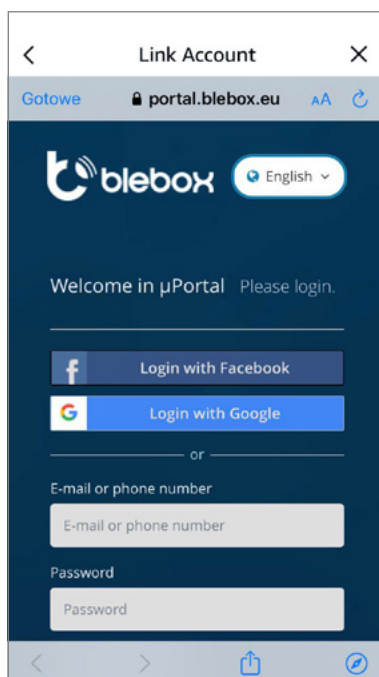 Link Account
Gotowe portal.blebox.eu AA
blebox English
Welcome in µPortal Please login.
f Login with Facebook
G Login with Google
or
E-mail or phone number
E-mail or phone number
Password
Password